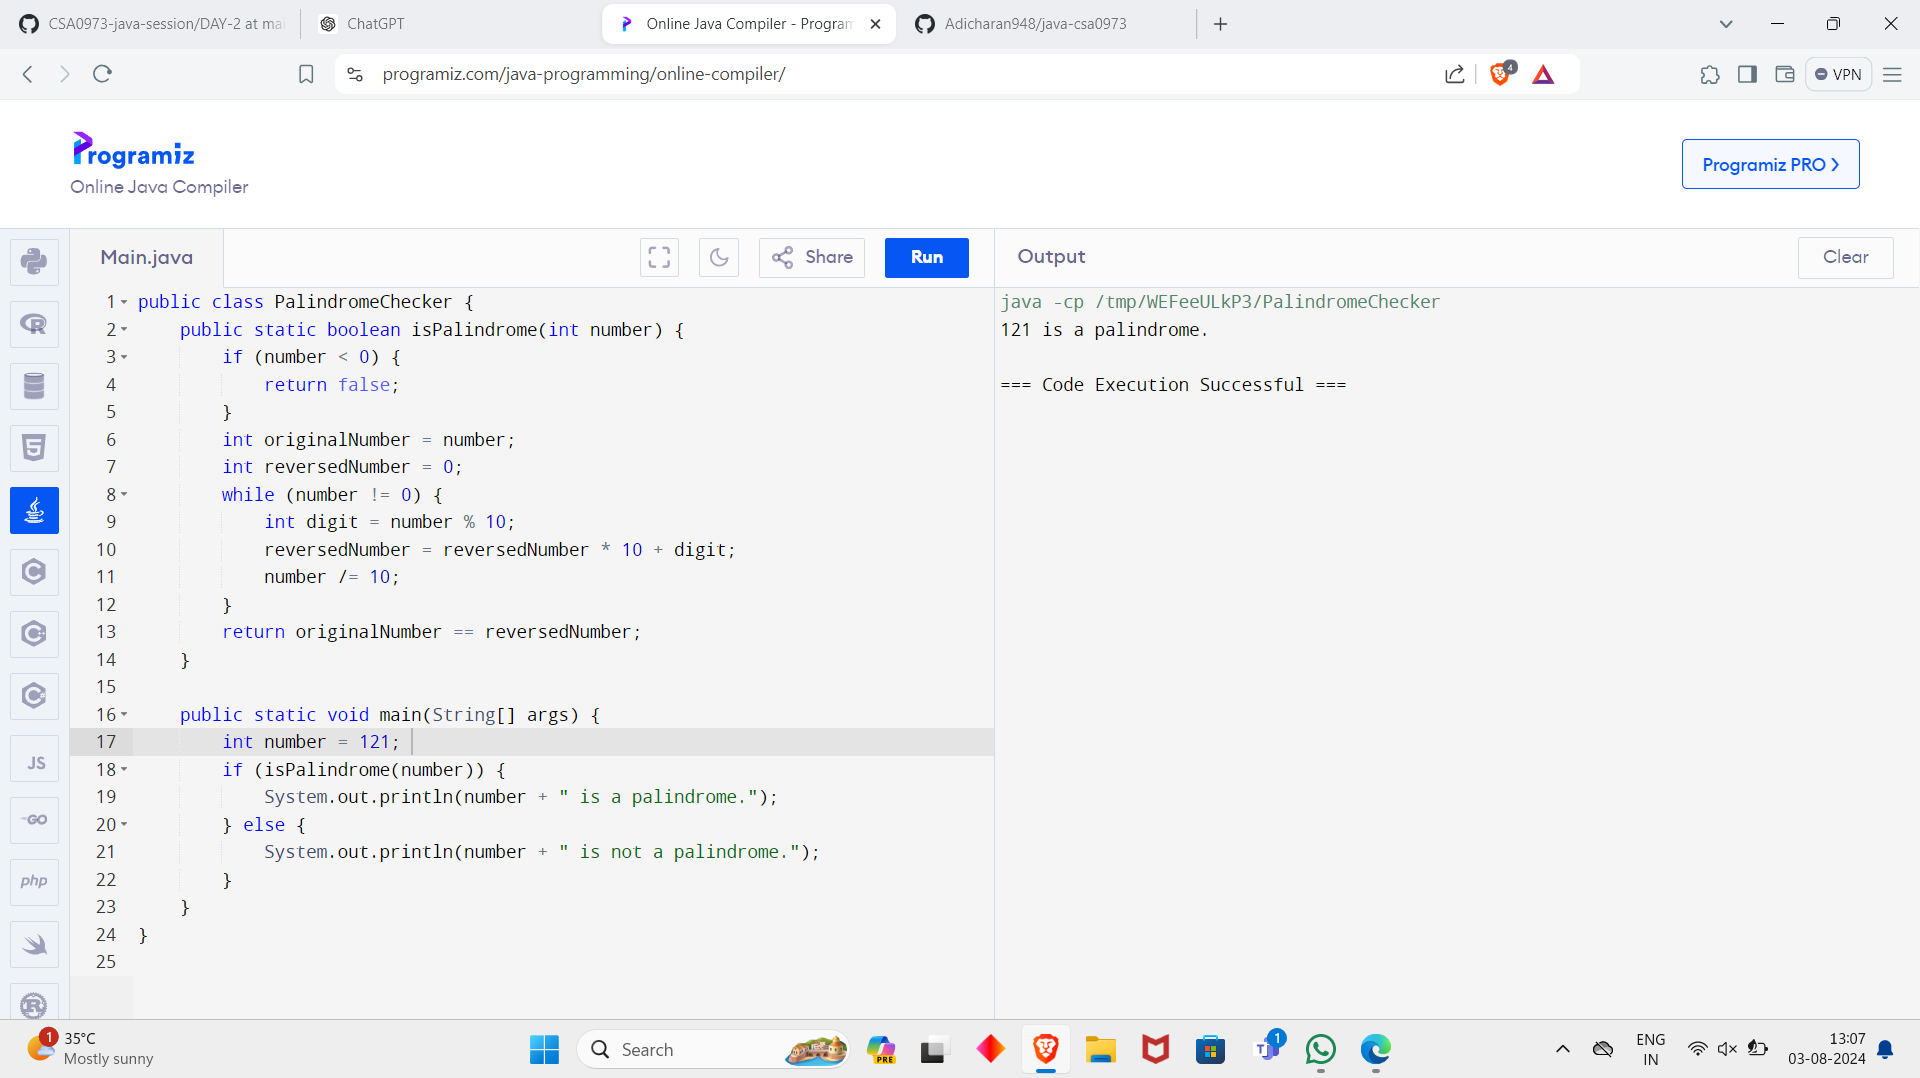 CSA0973-java-session/DAY-2 at mai
ChatGPT
Online Java Compiler - Program
Adicharan948/java-csa0973
programiz.com/java-programming/online-compiler/
4
VPN
Programiz
Online Java Compiler
Programiz PRO
Main.java
Share
Run
Output
Clear
1 public class PalindromeChecker {
2     public static boolean isPalindrome(int number) {
3         if (number < 0) {
4             return false;
5         }
6         int originalNumber = number;
7         int reversedNumber = 0;
8         while (number != 0) {
9             int digit = number % 10;
10             reversedNumber = reversedNumber * 10 + digit;
11             number /= 10;
12         }
13         return originalNumber == reversedNumber;
14     }
15
16     public static void main(String[] args) {
17         int number = 121;
18         if (isPalindrome(number)) {
19             System.out.println(number + " is a palindrome.");
20         } else {
21             System.out.println(number + " is not a palindrome.");
22         }
23     }
24 }
25
java -cp /tmp/WEFeeULkP3/PalindromeChecker
121 is a palindrome.
=== Code Execution Successful ===
R
5
C
C
C
JS
GO
php
R
1
35°C
Mostly sunny
Search
PRE
T
1
ENG
IN
13:07
03-08-2024